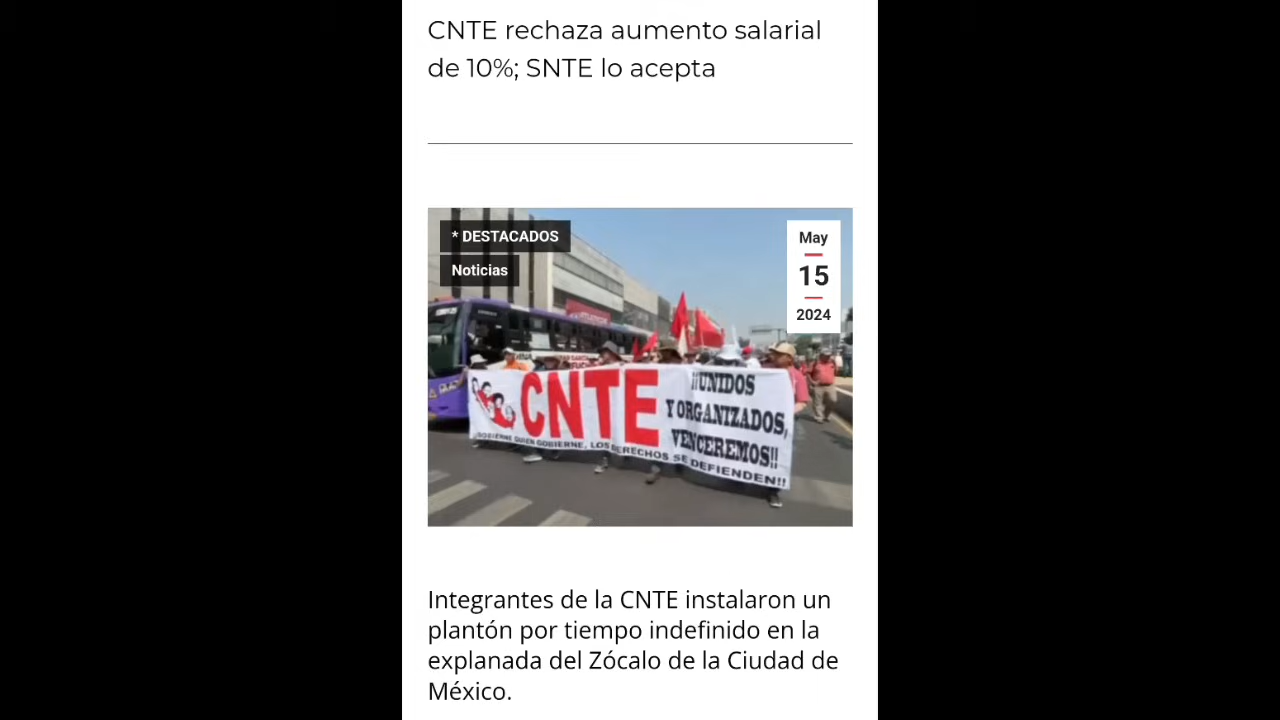 CNTE rechaza aumento salarial
de 10%; SNTE lo acepta
* DESTACADOS
Noticias
May
15
2024
CNTE
¡¡UNIDOS
Y ORGANIZADOS,
VENCEREMOS!!
GOBIERNE QUIEN GOBIERNE, LOS DERECHOS SE DEFIENDEN!!
Integrantes de la CNTE instalaron un
plantón por tiempo indefinido en la
explanada del Zócalo de la Ciudad de
México.